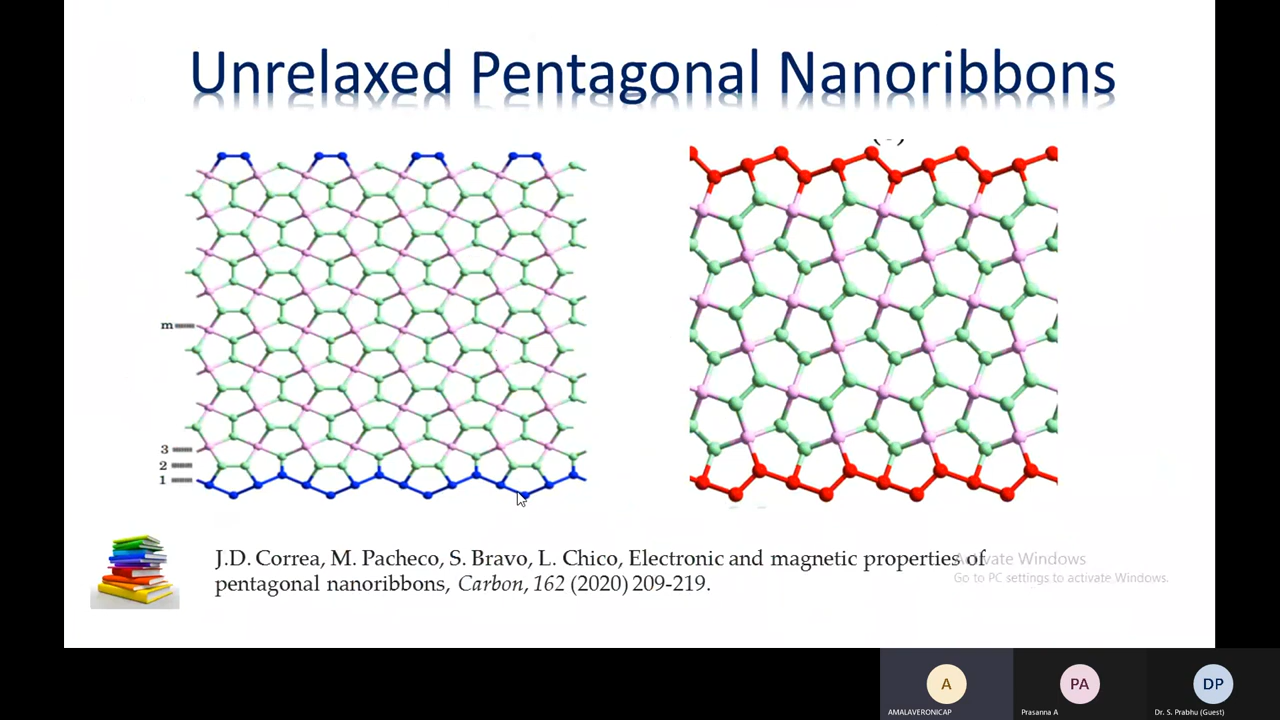 Unrelaxed Pentagonal Nanoribbons
m
3
2
1
J.D. Correa, M. Pacheco, S. Bravo, L. Chico, Electronic and magnetic properties of
pentagonal nanoribbons, Carbon, 162 (2020) 209-219.
Activate Windows
Go to PC settings to activate Windows.
A
PA
DP
AMALAVERONICAP
Prasanna A
Dr. S. Prabhu (Guest)